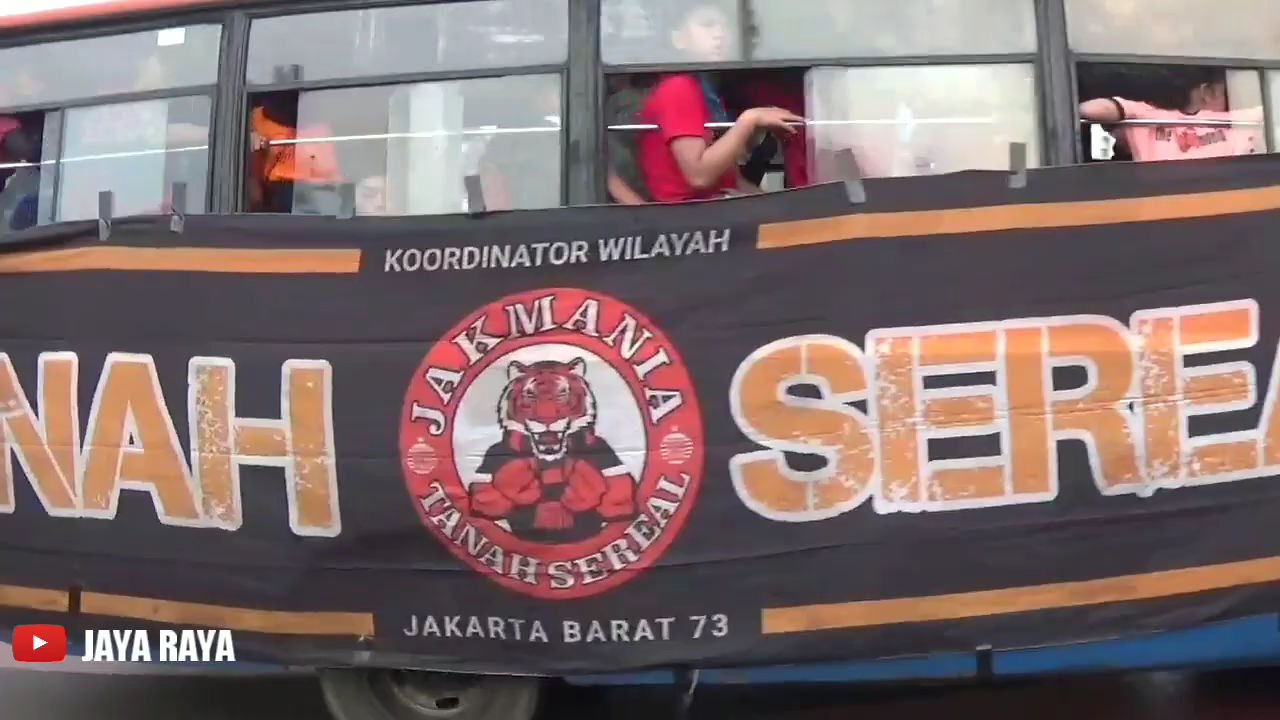 KOORDINATOR WILAYAH
NAH
JAKMANIA
TANAH SEREAL
SEREA
JAKARTA BARAT 73
JAYA RAYA